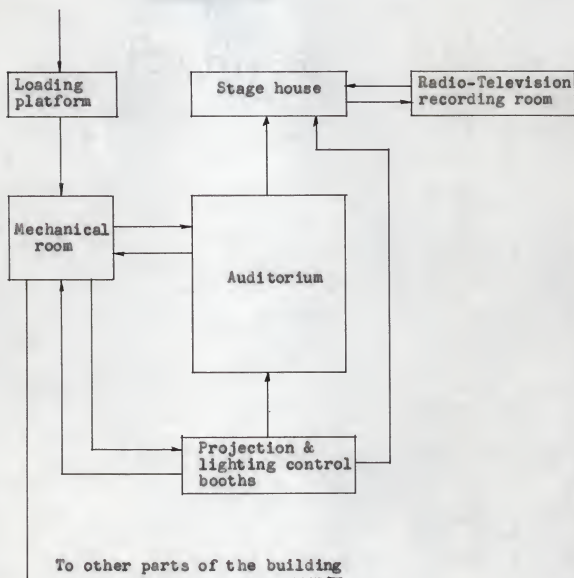 Loading
platform
Stage house
Radio-Television
recording room
Mechanical
room
Auditorium
Projection &
lighting control
booths
To other parts of the building